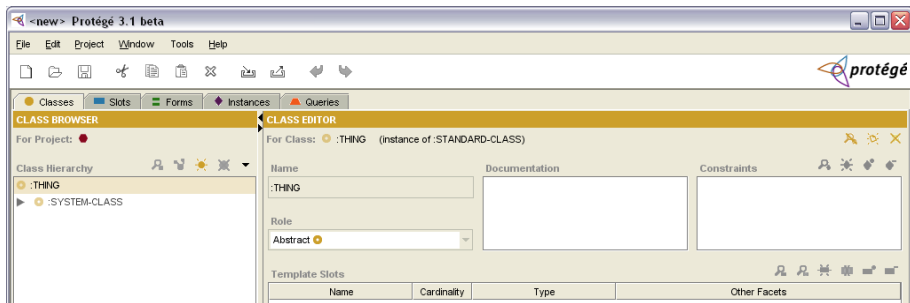 <new> Protégé 3.1 beta
File Edit Project Window Tools Help
protégé
Classes Slots Forms Instances Queries
CLASS BROWSER
For Project:
Class Hierarchy
:THING
:SYSTEM-CLASS
CLASS EDITOR
For Class: :THING (instance of :STANDARD-CLASS)
Name Documentation Constraints
:THING
Role
Abstract
Template Slots
Name Cardinality Type Other Facets